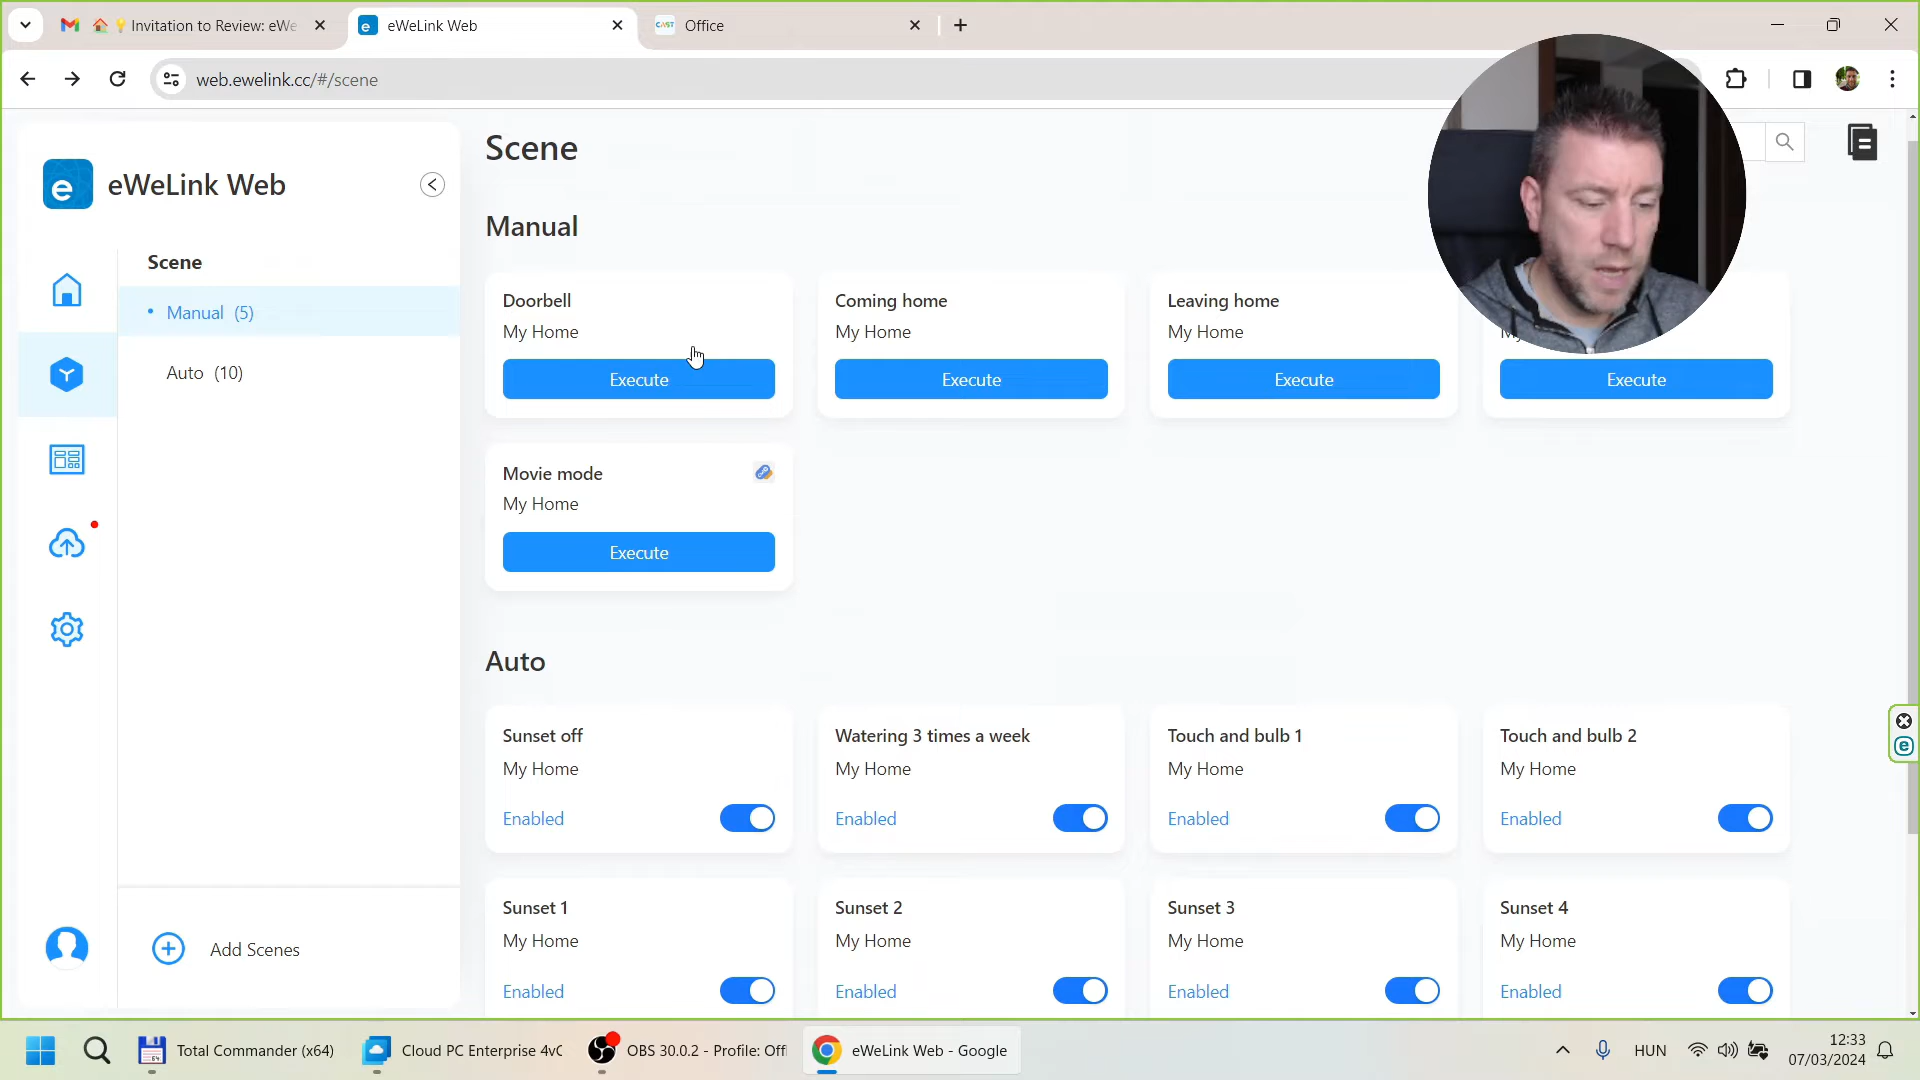 🏠💡Invitation to Review: eWe
eWeLink Web
CAST
Office
web.ewelink.cc/#/scene
e
eWeLink Web
Scene
Manual (5)
Auto (10)
Add Scenes
Scene
Manual
Doorbell
My Home
Execute
Coming home
My Home
Execute
Leaving home
My Home
Execute
Execute
Movie mode
My Home
Execute
Auto
Sunset off
My Home
Enabled
Watering 3 times a week
My Home
Enabled
Touch and bulb 1
My Home
Enabled
Touch and bulb 2
My Home
Enabled
Sunset 1
My Home
Enabled
Sunset 2
My Home
Enabled
Sunset 3
My Home
Enabled
Sunset 4
My Home
Enabled
Total Commander (x64)
Cloud PC Enterprise 4vC
OBS 30.0.2 - Profile: Offi
eWeLink Web - Google
HUN
12:33
07/03/2024